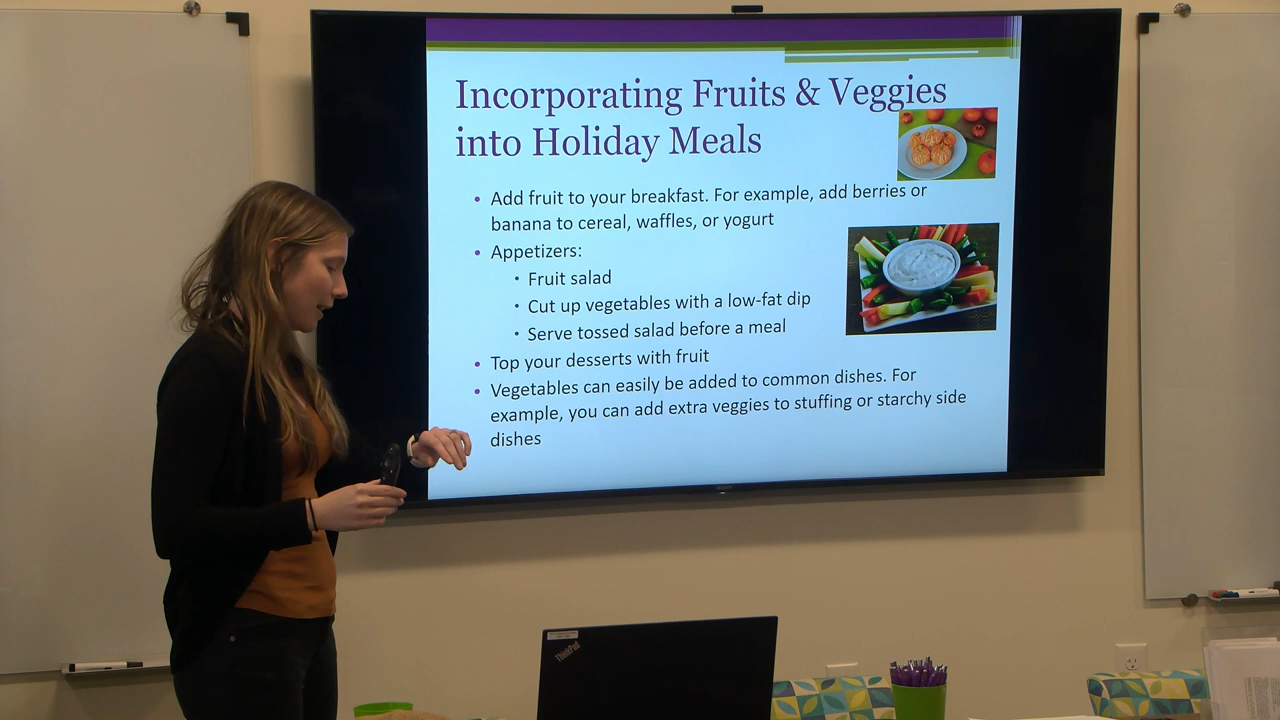 Incorporating Fruits & Veggies
into Holiday Meals
• Add fruit to your breakfast. For example, add berries or
banana to cereal, waffles, or yogurt
• Appetizers:
• Fruit salad
• Cut up vegetables with a low-fat dip
• Serve tossed salad before a meal
• Top your desserts with fruit
• Vegetables can easily be added to common dishes. For
example, you can add extra veggies to stuffing or starchy side
dishes
SONY
ThinkPad